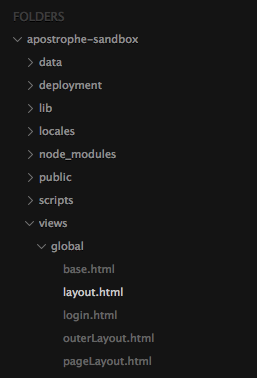 FOLDERS
apostrophe-sandbox
data
deployment
lib
locales
node_modules
public
scripts
views
global
base.html
layout.html
login.html
outerLayout.html
pageLayout.html